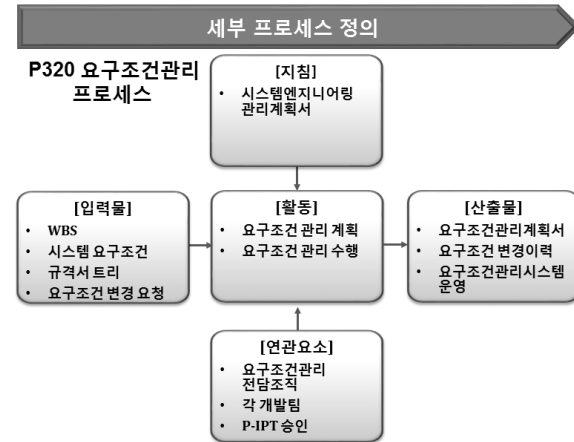 세부 프로세스 정의
P320 요구조건관리
프로세스
[지침]
• 시스템엔지니어링
관리계획서
[입력물]
• WBS
• 시스템 요구조건
• 규격서 트리
• 요구조건 변경 요청
[활동]
• 요구조건 관리 계획
• 요구조건 관리 수행
[산출물]
• 요구조건관리계획서
• 요구조건 변경이력
• 요구조건관리시스템
운영
[연관요소]
• 요구조건관리
전담조직
• 각 개발팀
• P-IPT 승인